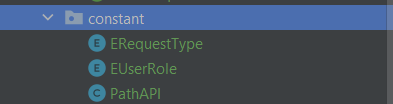 constant
E ERequestType
E EUserRole
C PathAPI